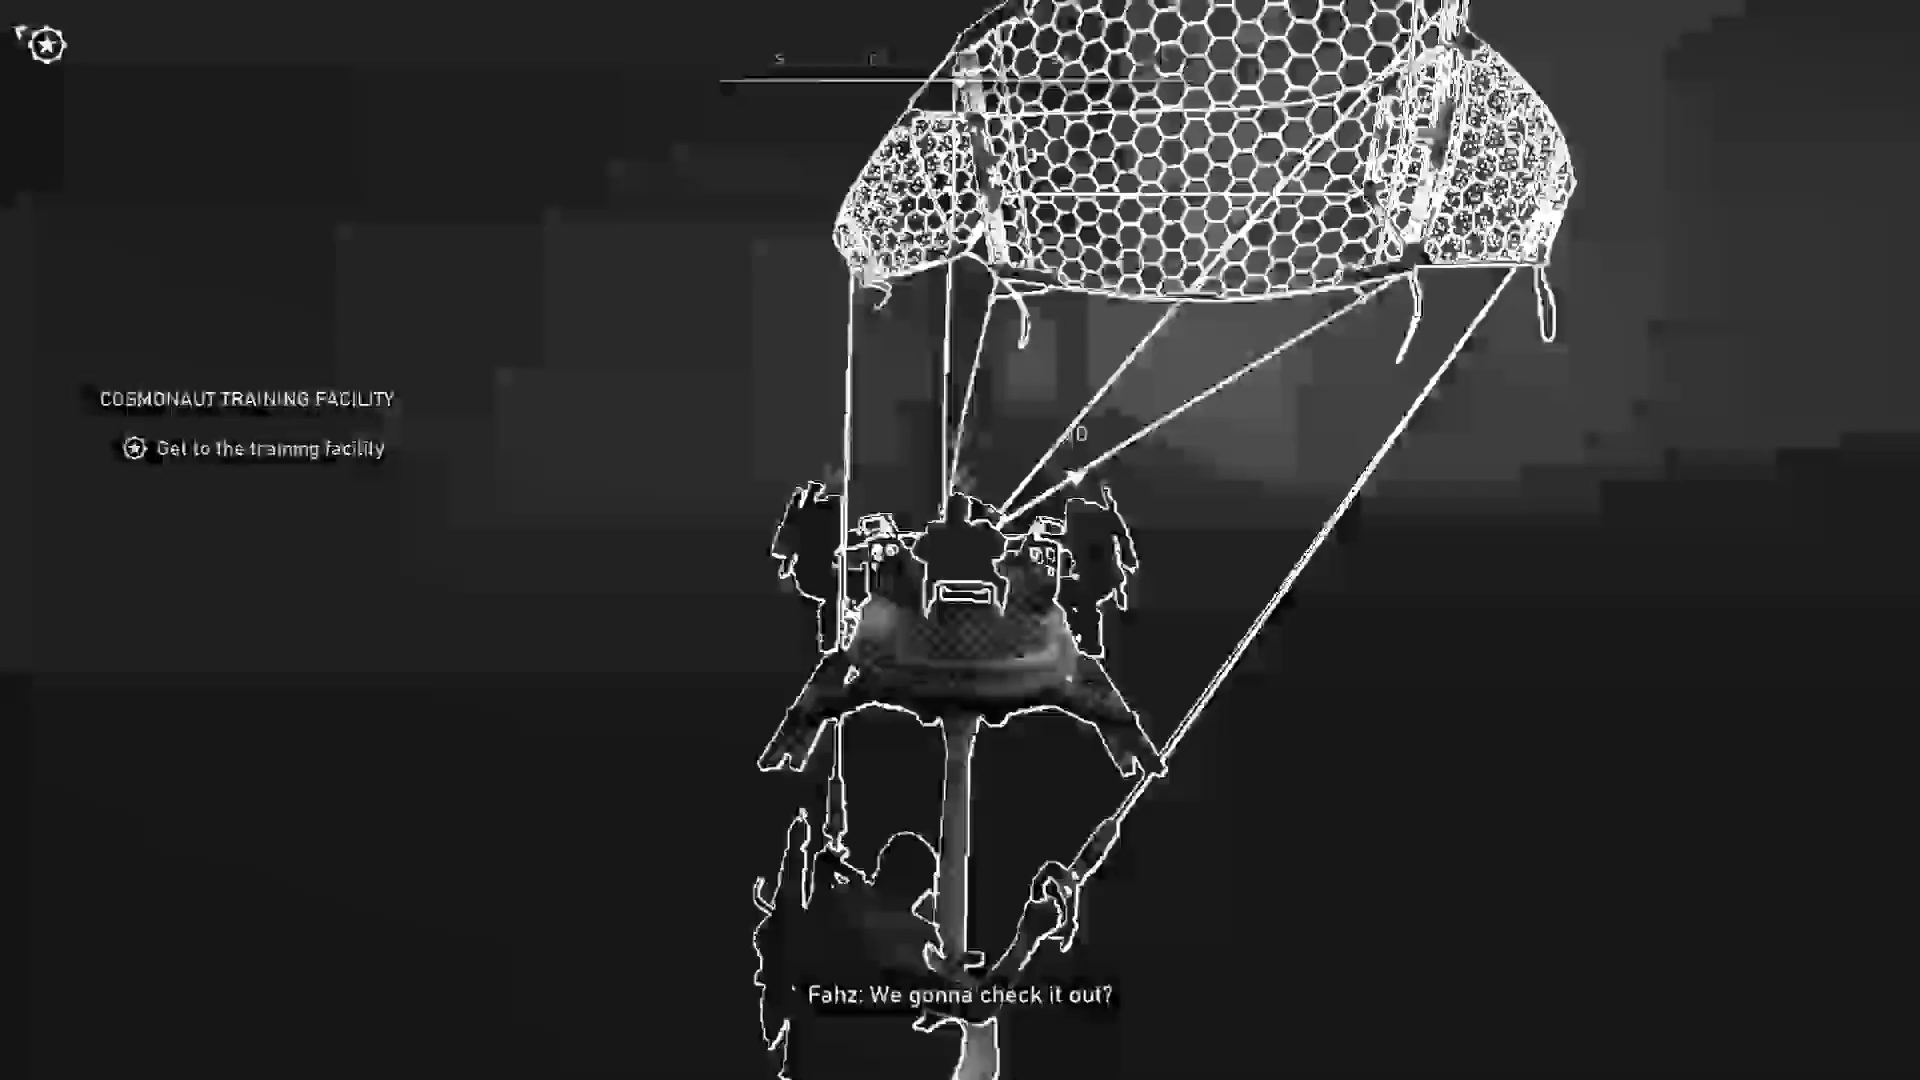 S
COSMONAUT TRAINING FACILITY
Get to the training facility
Fahz: We gonna check it out?